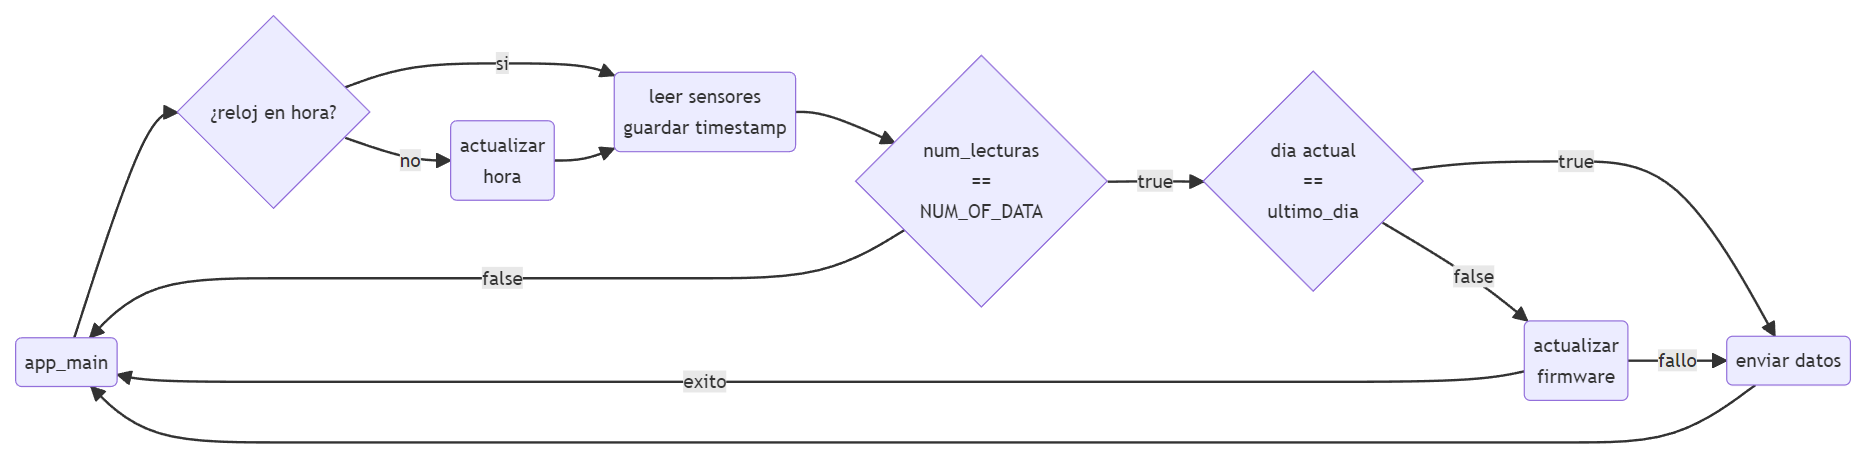 ¿reloj en hora?
si
no
actualizar
hora
leer sensores
guardar timestamp
num_lecturas
==
NUM_OF_DATA
true
false
dia actual
==
ultimo_dia
true
false
actualizar
firmware
fallo
enviar datos
exito
app_main